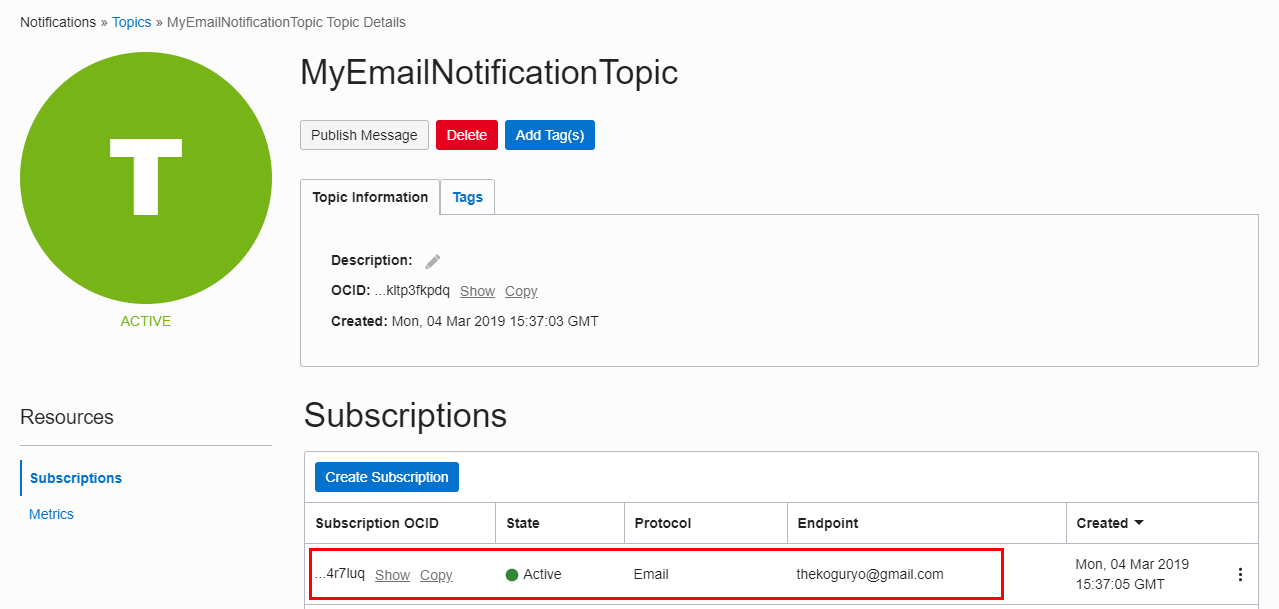 Notifications » Topics » MyEmailNotificationTopic Topic Details
T
ACTIVE
MyEmailNotificationTopic
Publish Message Delete Add Tag(s)
Topic Information Tags
Description:
OCID: ...kltp3fkpdq Show Copy
Created: Mon, 04 Mar 2019 15:37:03 GMT
Resources
Subscriptions
Metrics
Subscriptions
Create Subscription
Subscription OCID State Protocol Endpoint Created
...4r7luq Show Copy Active Email thekoguryo@gmail.com Mon, 04 Mar 2019
15:37:05 GMT